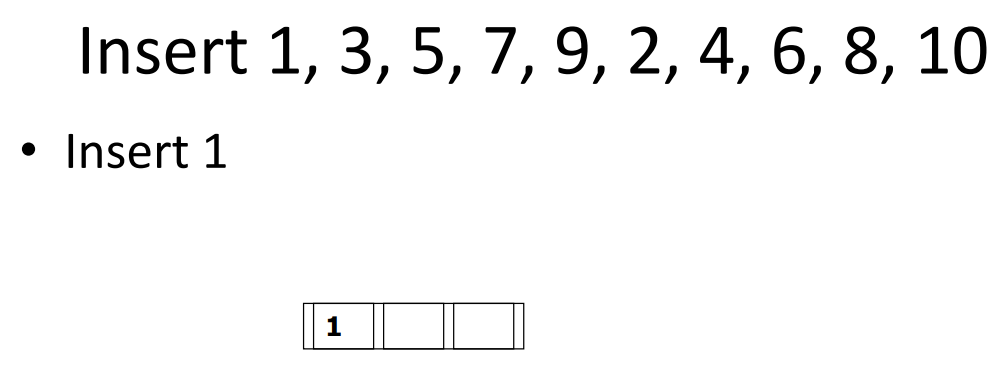 Insert 1, 3, 5, 7, 9, 2, 4, 6, 8, 10
• Insert 1
1